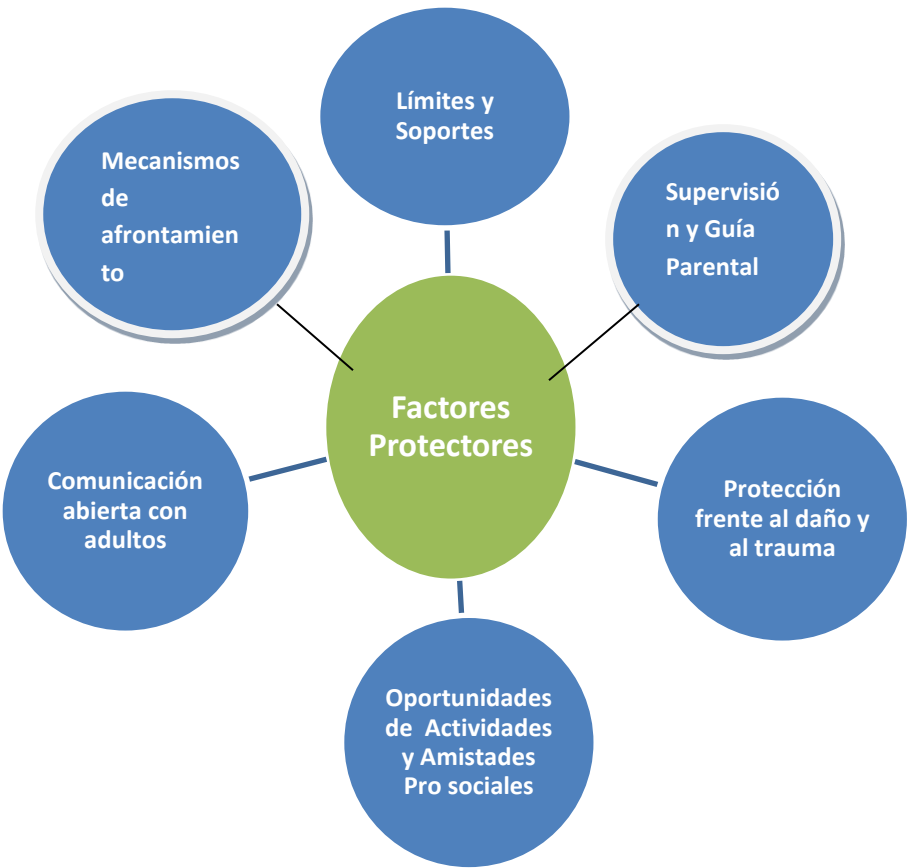 Límites y
Soportes
Mecanismos
de
afrontamien
to
Supervisió
n y Guía
Parental
Factores
Protectores
Comunicación
abierta con
adultos
Protección
frente al daño y
al trauma
Oportunidades
de Actividades
y Amistades
Pro sociales